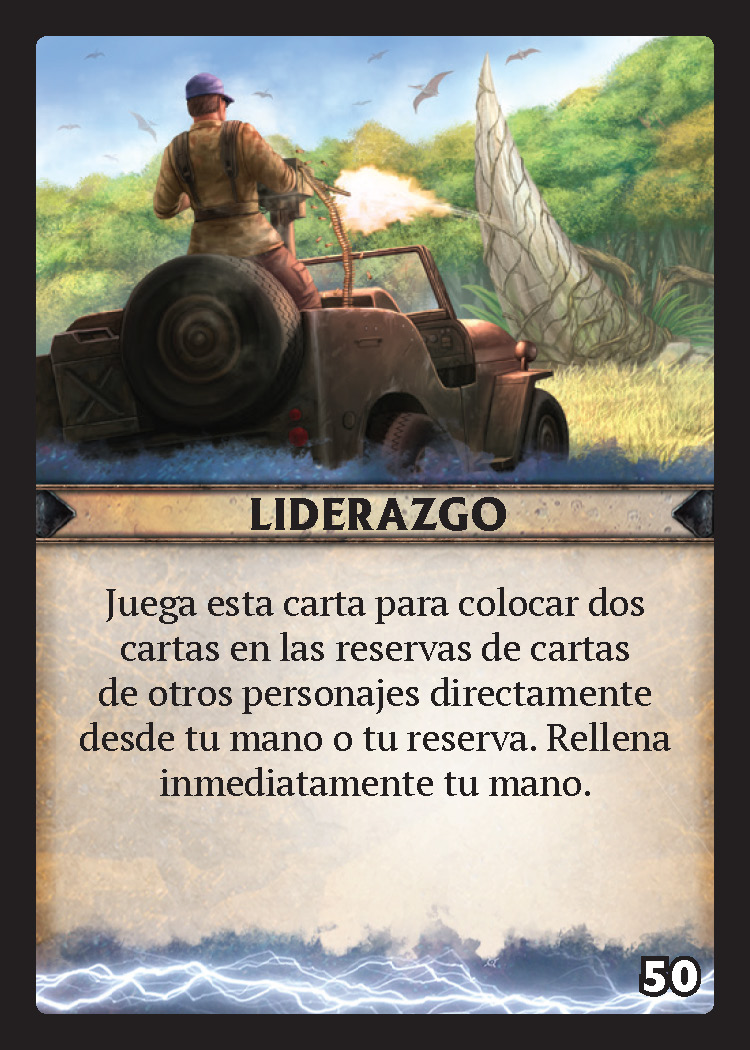 LIDERAZGO
Juega esta carta para colocar dos
cartas en las reservas de cartas
de otros personajes directamente
desde tu mano o tu reserva. Rellena
inmediatamente tu mano.
50